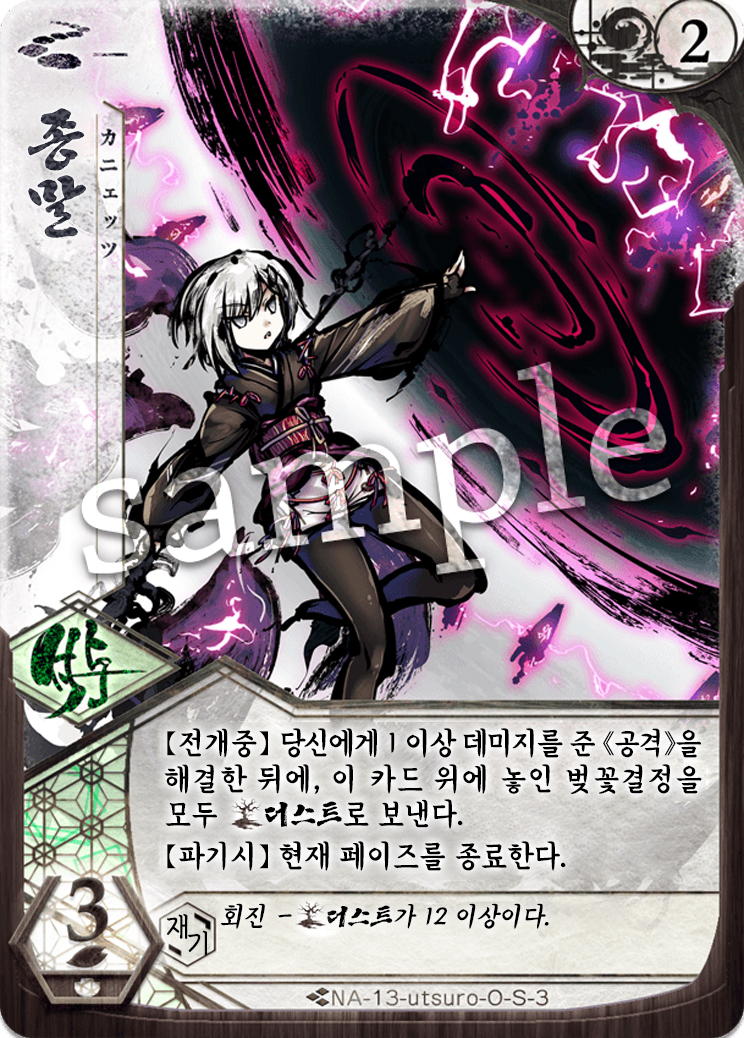 2
종말
カニェッツ
sample
부여
【전개중】 당신에게 1 이상 데미지를 준 《공격》을
해결한 뒤에, 이 카드 위에 놓인 벚꽃결정을
모두 더스트로 보낸다.
【파기시】 현재 페이즈를 종료한다.
3
재기
회진 - 더스트가 12 이상이다.
NA-13-utsuro-O-S-3